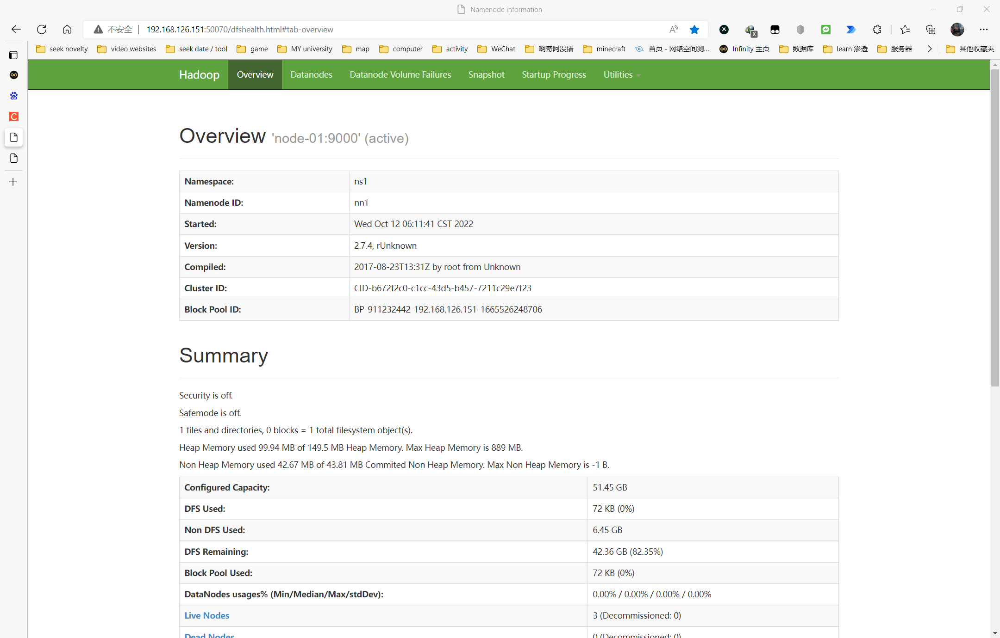 Namenode information
不安全 192.168.126.151:50070/dfshealth.html#tab-overview
seek novelty video websites seek date / tool game MY university map computer activity WeChat 啊奇阿没错 minecraft 首页 - 网络空间测... Infinity 主页 数据库 learn 渗透 服务器 其他收藏夹
Hadoop Overview Datanodes Datanode Volume Failures Snapshot Startup Progress Utilities
Overview 'node-01:9000' (active)
Namespace: ns1
Namenode ID: nn1
Started: Wed Oct 12 06:11:41 CST 2022
Version: 2.7.4, rUnknown
Compiled: 2017-08-23T13:31Z by root from Unknown
Cluster ID: CID-b672f2c0-c1cc-43d5-b457-7211c29e7f23
Block Pool ID: BP-911232442-192.168.126.151-1665526248706
Summary
Security is off.
Safemode is off.
1 files and directories, 0 blocks = 1 total filesystem object(s).
Heap Memory used 99.94 MB of 149.5 MB Heap Memory. Max Heap Memory is 889 MB.
Non Heap Memory used 42.67 MB of 43.81 MB Commited Non Heap Memory. Max Non Heap Memory is -1 B.
Configured Capacity: 51.45 GB
DFS Used: 72 KB (0%)
Non DFS Used: 6.45 GB
DFS Remaining: 42.36 GB (82.35%)
Block Pool Used: 72 KB (0%)
DataNodes usages% (Min/Median/Max/stdDev): 0.00% / 0.00% / 0.00% / 0.00%
Live Nodes 3 (Decommissioned: 0)
Dead Nodes 0 (Decommissioned: 0)